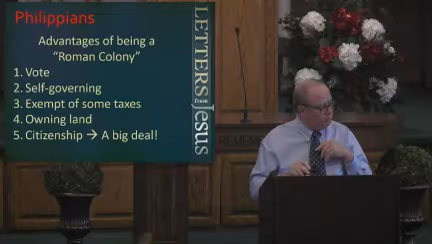 Philippians
Advantages of being a
"Roman Colony"
1. Vote
2. Self-governing
3. Exempt of some taxes
4. Owning land
5. Citizenship → A big deal!
LETTERS from Jesus
REMEMBR